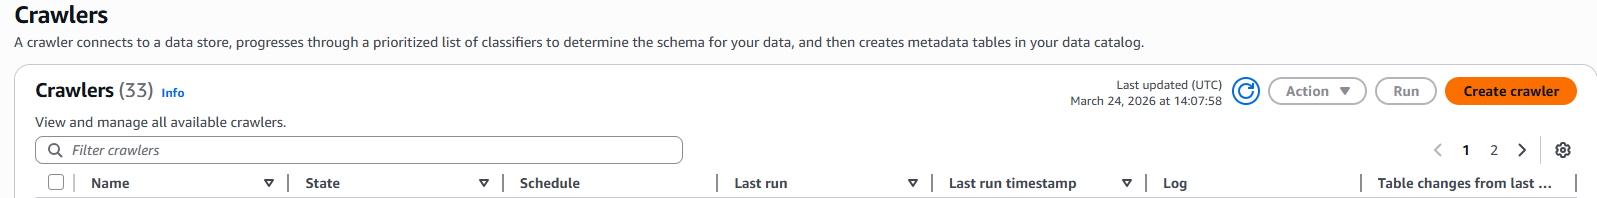 Crawlers
A crawler connects to a data store, progresses through a prioritized list of classifiers to determine the schema for your data, and then creates metadata tables in your data catalog.
Crawlers (33) Info
Last updated (UTC)
March 24, 2026 at 14:07:58
Action
Run
Create crawler
View and manage all available crawlers.
Filter crawlers
1 2
Name State Schedule Last run Last run timestamp Log Table changes from last ...